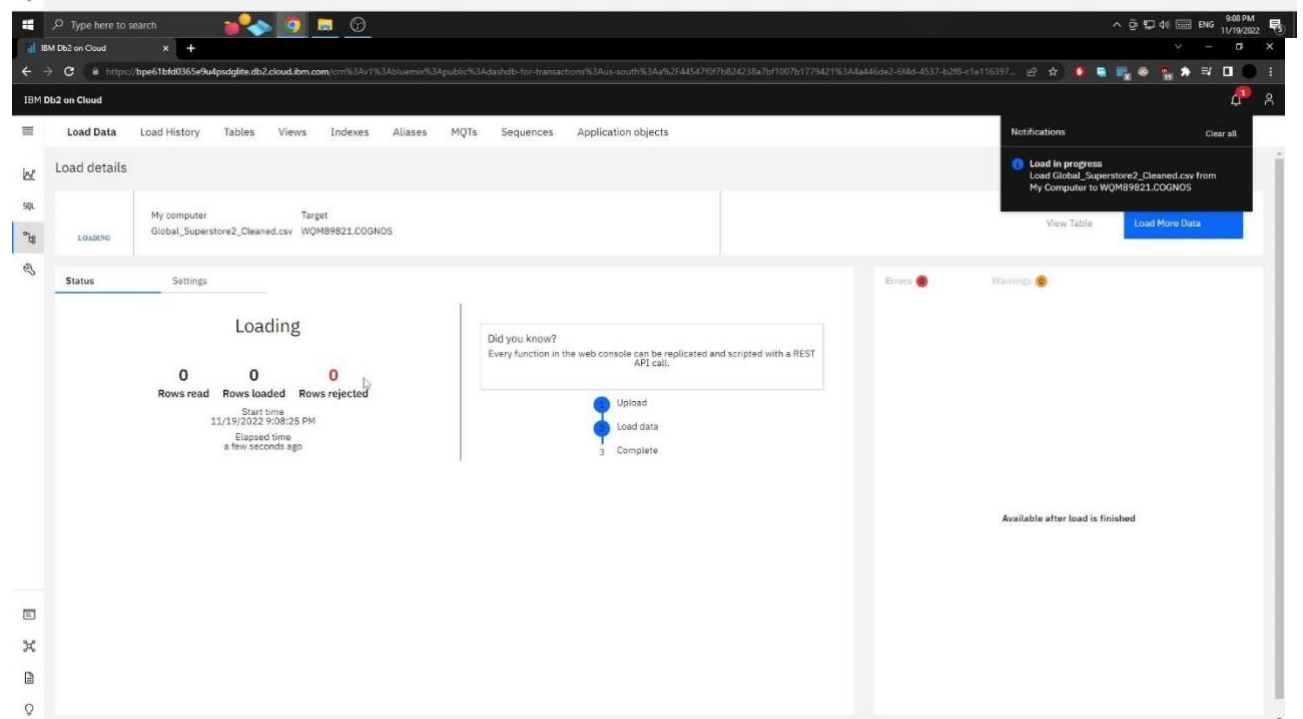 Type here to search
ENG
9:08 PM
11/19/2022
IBM Db2 on Cloud
IBM Db2 on Cloud
Load Data Load History Tables Views Indexes Aliases MQTs Sequences Application objects
Notifications Clear all
Load in progress
Load Global_Superstore2_Cleaned.csv from
My Computer to WQM89821.COGNOS
Load details
SQL
LOADING
My computer Target
Global_Superstore2_Cleaned.csv WQM89821.COGNOS
View Table Load More Data
Status Settings
Errors 0 Warnings 0
Loading
0 0 0
Rows read Rows loaded Rows rejected
Start time
11/19/2022 9:08:25 PM
Elapsed time
a few seconds ago
Did you know?
Every function in the web console can be replicated and scripted with a REST
API call.
1 Upload
2 Load data
3 Complete
Available after load is finished